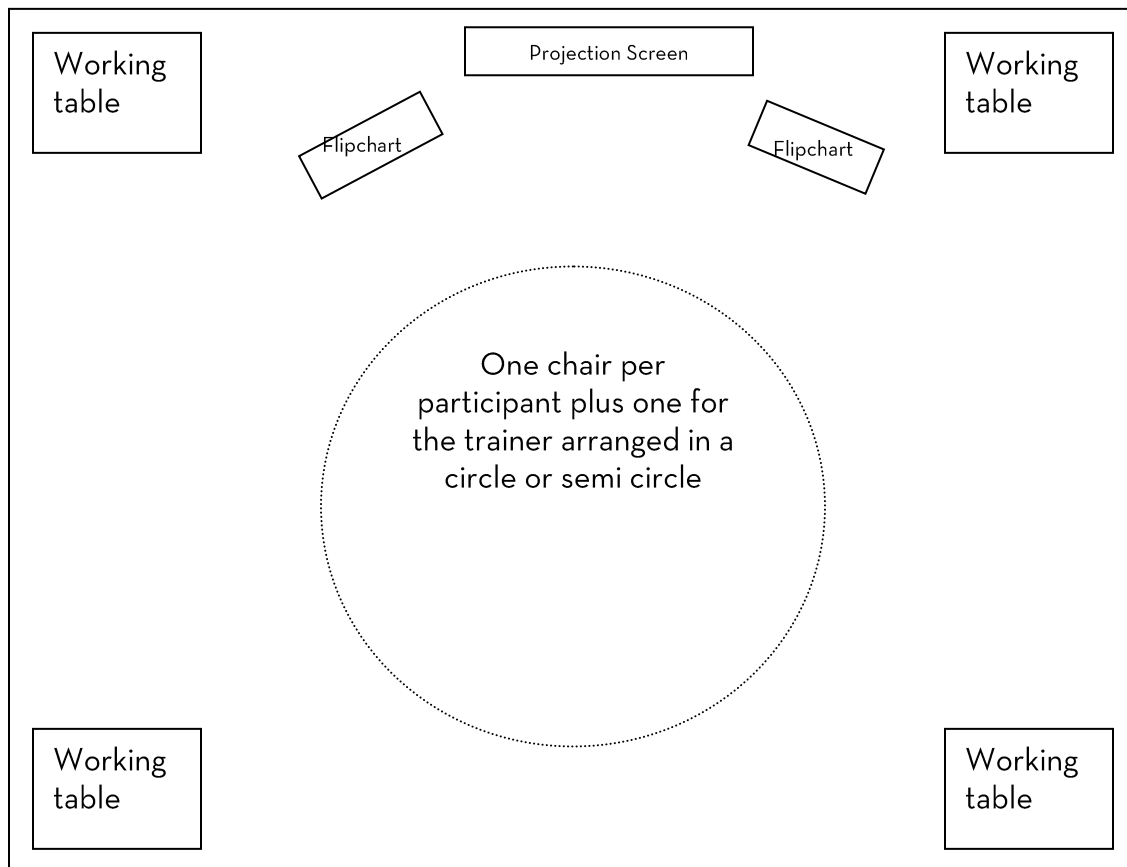 Projection Screen
Working
table
Working
table
Flipchart
Flipchart
One chair per
participant plus one for
the trainer arranged in a
circle or semi circle
Working
table
Working
table